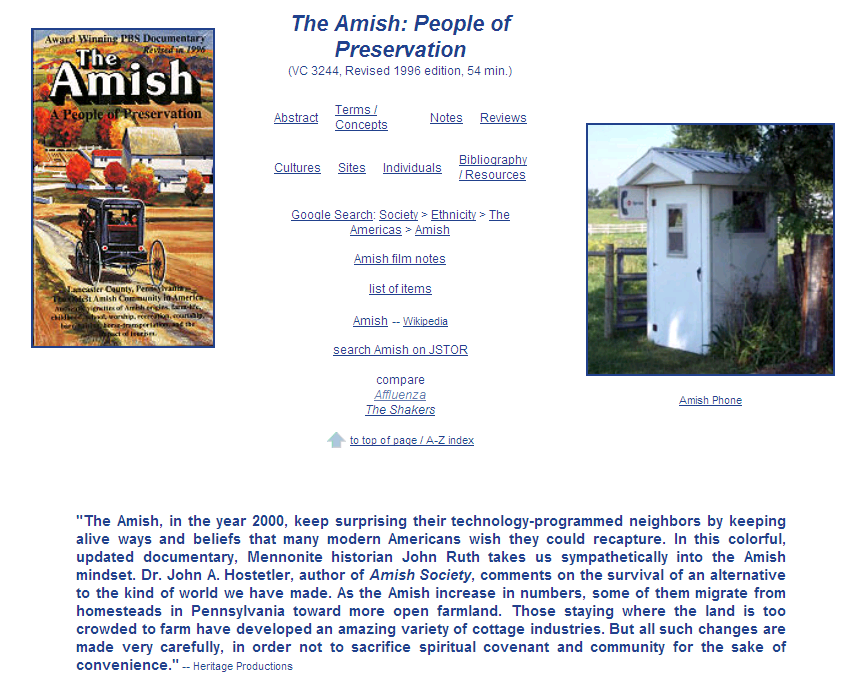 The Amish: People of
Preservation
(VC 3244, Revised 1996 edition, 54 min.)
Award Winning PBS Documentary
Revised in 1996
The
Amish
A People of Preservation
Lancaster County, Pennsylvania
The Oldest Amish Community in America
Abstract
Terms /
Concepts
Notes
Reviews
Cultures
Sites
Individuals
Bibliography
/ Resources
Google Search: Society > Ethnicity > The
Americas > Amish
Amish film notes
list of items
Amish -- Wikipedia
search Amish on JSTOR
compare
Affluenza
The Shakers
to top of page / A-Z index
Amish Phone
"The Amish, in the year 2000, keep surprising their technology-programmed neighbors by keeping
alive ways and beliefs that many modern Americans wish they could recapture. In this colorful,
updated documentary, Mennonite historian John Ruth takes us sympathetically into the Amish
mindset. Dr. John A. Hostetler, author of Amish Society, comments on the survival of an alternative
to the kind of world we have made. As the Amish increase in numbers, some of them migrate from
homesteads in Pennsylvania toward more open farmland. Those staying where the land is too
crowded to farm have developed an amazing variety of cottage industries. But all such changes are
made very carefully, in order not to sacrifice spiritual covenant and community for the sake of
convenience." -- Heritage Productions